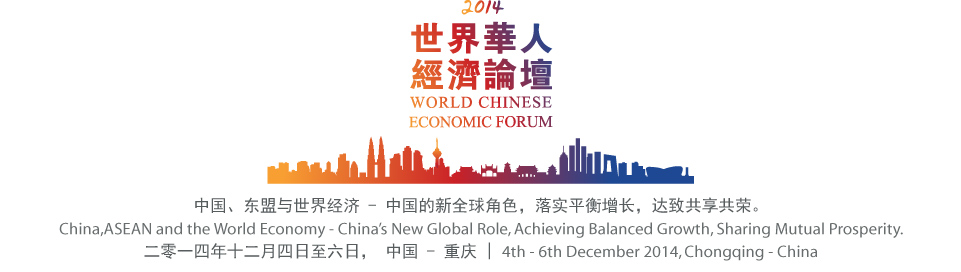 2014
世界華人
經濟論壇
WORLD CHINESE
ECONOMIC FORUM
中国、东盟与世界经济 – 中国的新全球角色，落实平衡增长，达致共享共荣。
China,ASEAN and the World Economy - China’s New Global Role, Achieving Balanced Growth, Sharing Mutual Prosperity.
二零一四年十二月四日至六日， 中国 – 重庆 | 4th - 6th December 2014, Chongqing - China